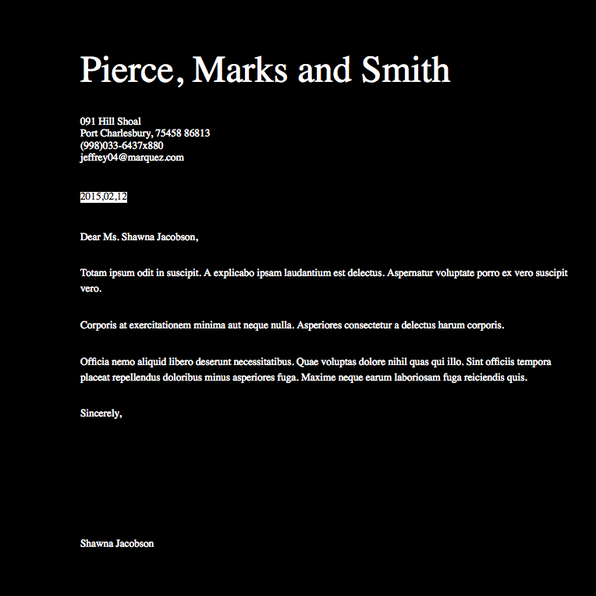 Pierce, Marks and Smith
091 Hill Shoal
Port Charlesbury, 75458 86813
(998)033-6437x880
jeffrey04@marquez.com
2015,02,12
Dear Ms. Shawna Jacobson,
Totam ipsum odit in suscipit. A explicabo ipsam laudantium est delectus. Aspernatur voluptate porro ex vero suscipit
vero.
Corporis at exercitationem minima aut neque nulla. Asperiores consectetur a delectus harum corporis.
Officia nemo aliquid libero deserunt necessitatibus. Quae voluptas dolore nihil quas qui illo. Sint officiis tempora
placeat repellendus doloribus minus asperiores fuga. Maxime neque earum laboriosam fuga reiciendis quis.
Sincerely,
Shawna Jacobson